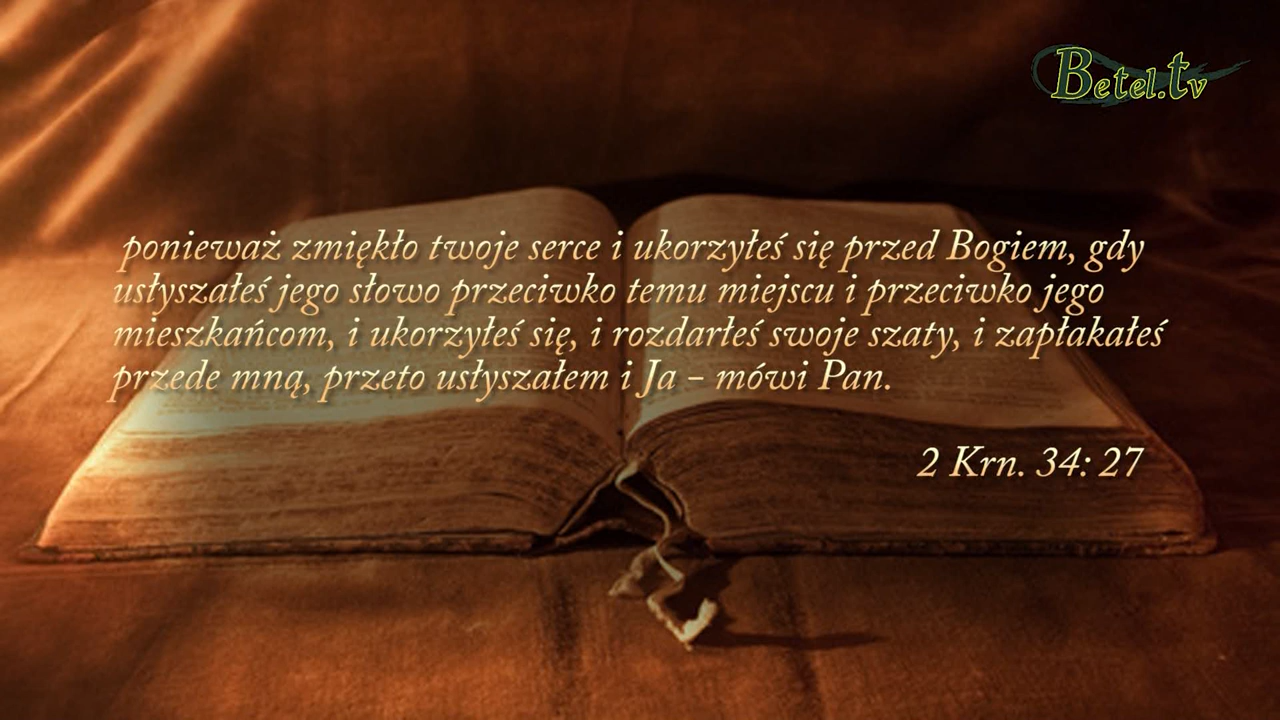 Betel.tv
ponieważ zmiękło twoje serce i ukorzyłeś się przed Bogiem, gdy
usłyszałeś jego słowo przeciwko temu miejscu i przeciwko jego
mieszkańcom, i ukorzyłeś się, i rozdarłeś swoje szaty, i zapłakałeś
przede mną, przeto usłyszałem i Ja – mówi Pan.
2 Krn. 34: 27